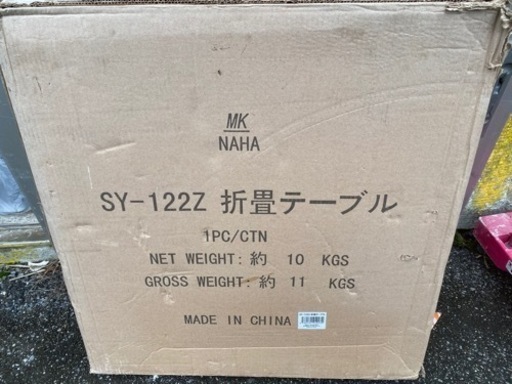 MK
NAHA
SY-122Z 折畳テーブル
1PC/CTN
NET WEIGHT: 約 10 KGS
GROSS WEIGHT: 約 11 KGS
MADE IN CHINA